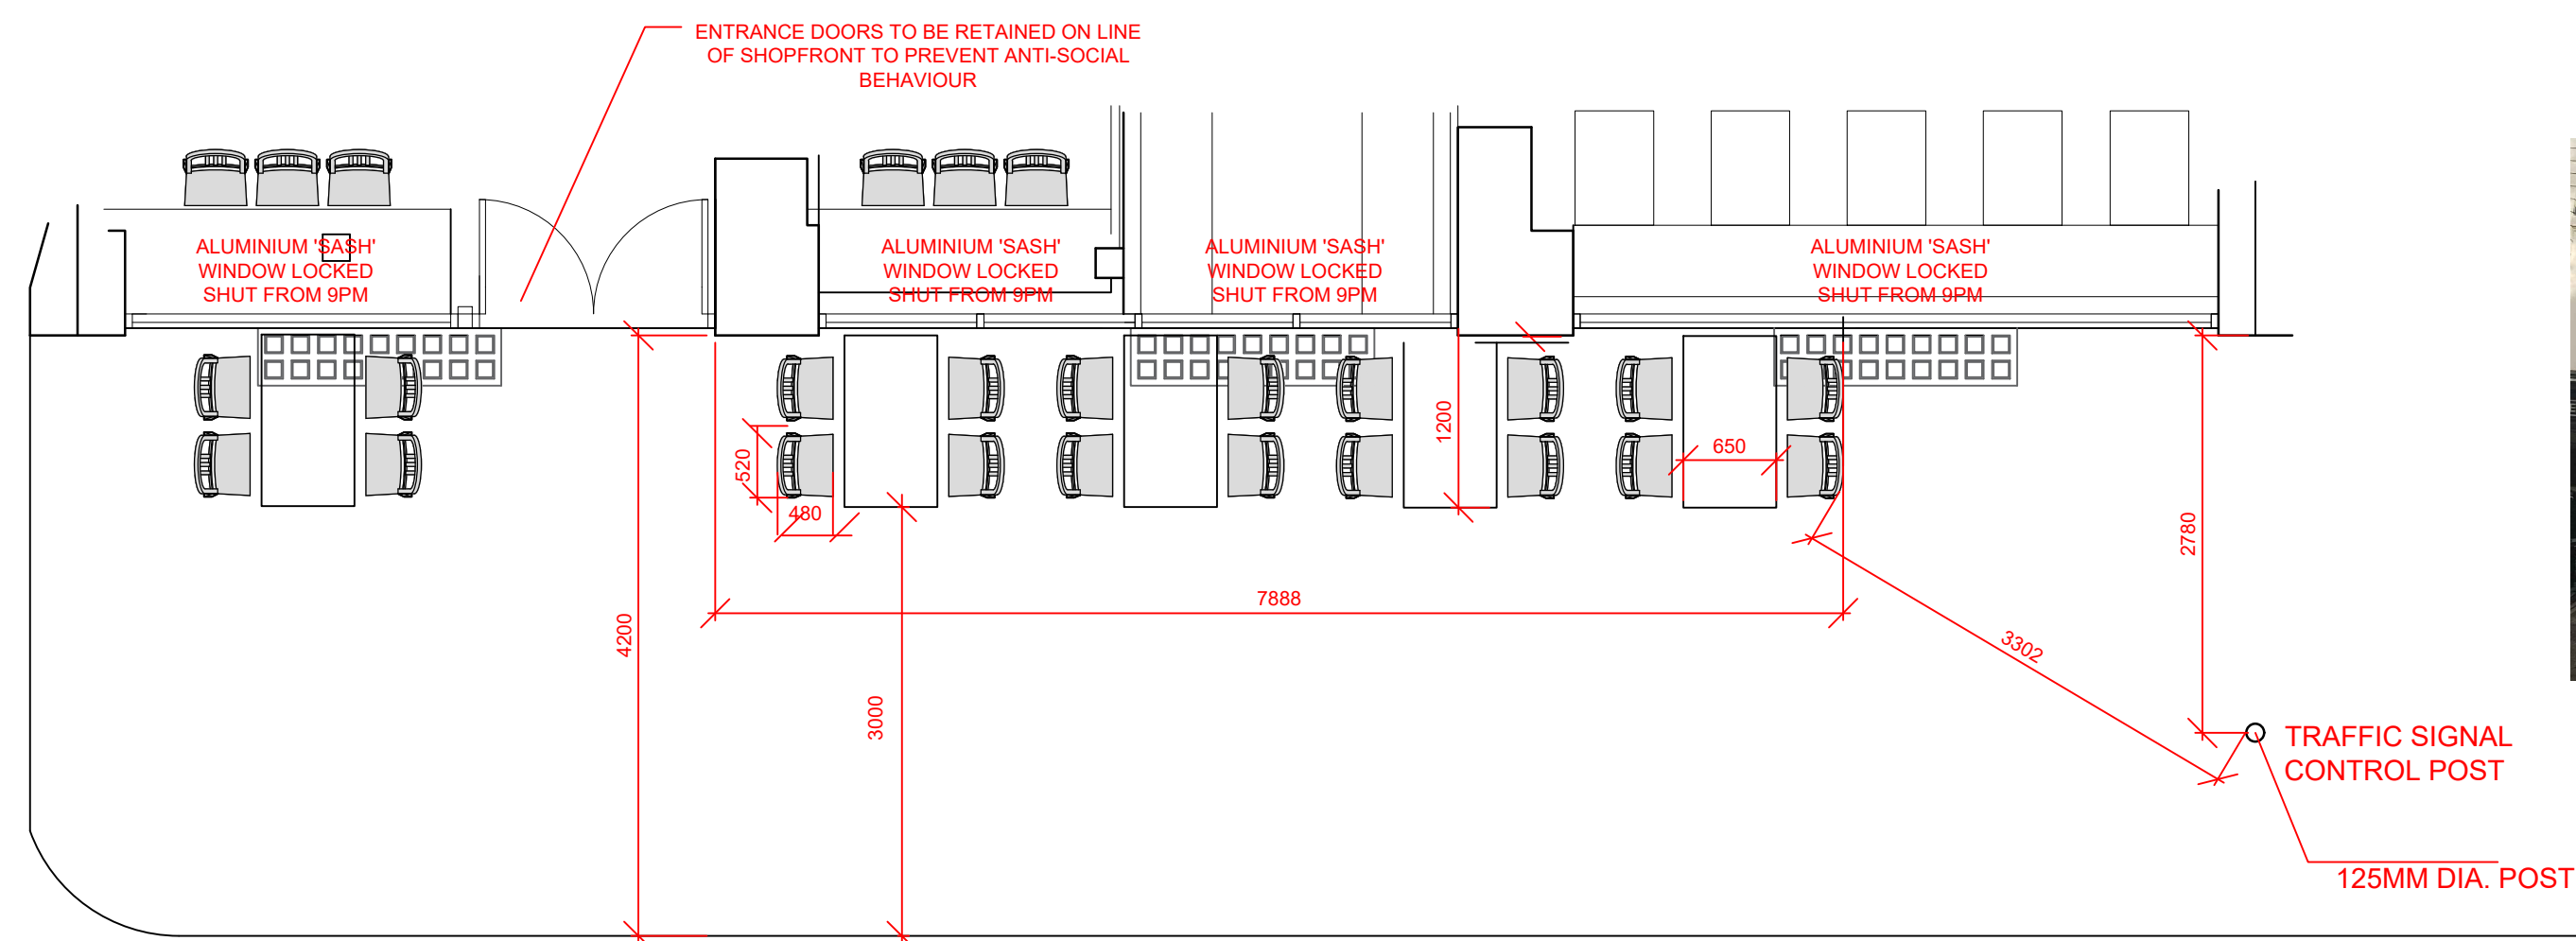 ENTRANCE DOORS TO BE RETAINED ON LINE
OF SHOPFRONT TO PREVENT ANTI-SOCIAL
BEHAVIOUR
ALUMINIUM 'SASH'
WINDOW LOCKED
SHUT FROM 9PM
ALUMINIUM 'SASH'
WINDOW LOCKED
SHUT FROM 9PM
ALUMINIUM 'SASH'
WINDOW LOCKED
SHUT FROM 9PM
ALUMINIUM 'SASH'
WINDOW LOCKED
SHUT FROM 9PM
520
480
1200
650
2780
7888
4200
3000
3302
TRAFFIC SIGNAL
CONTROL POST
125MM DIA. POST